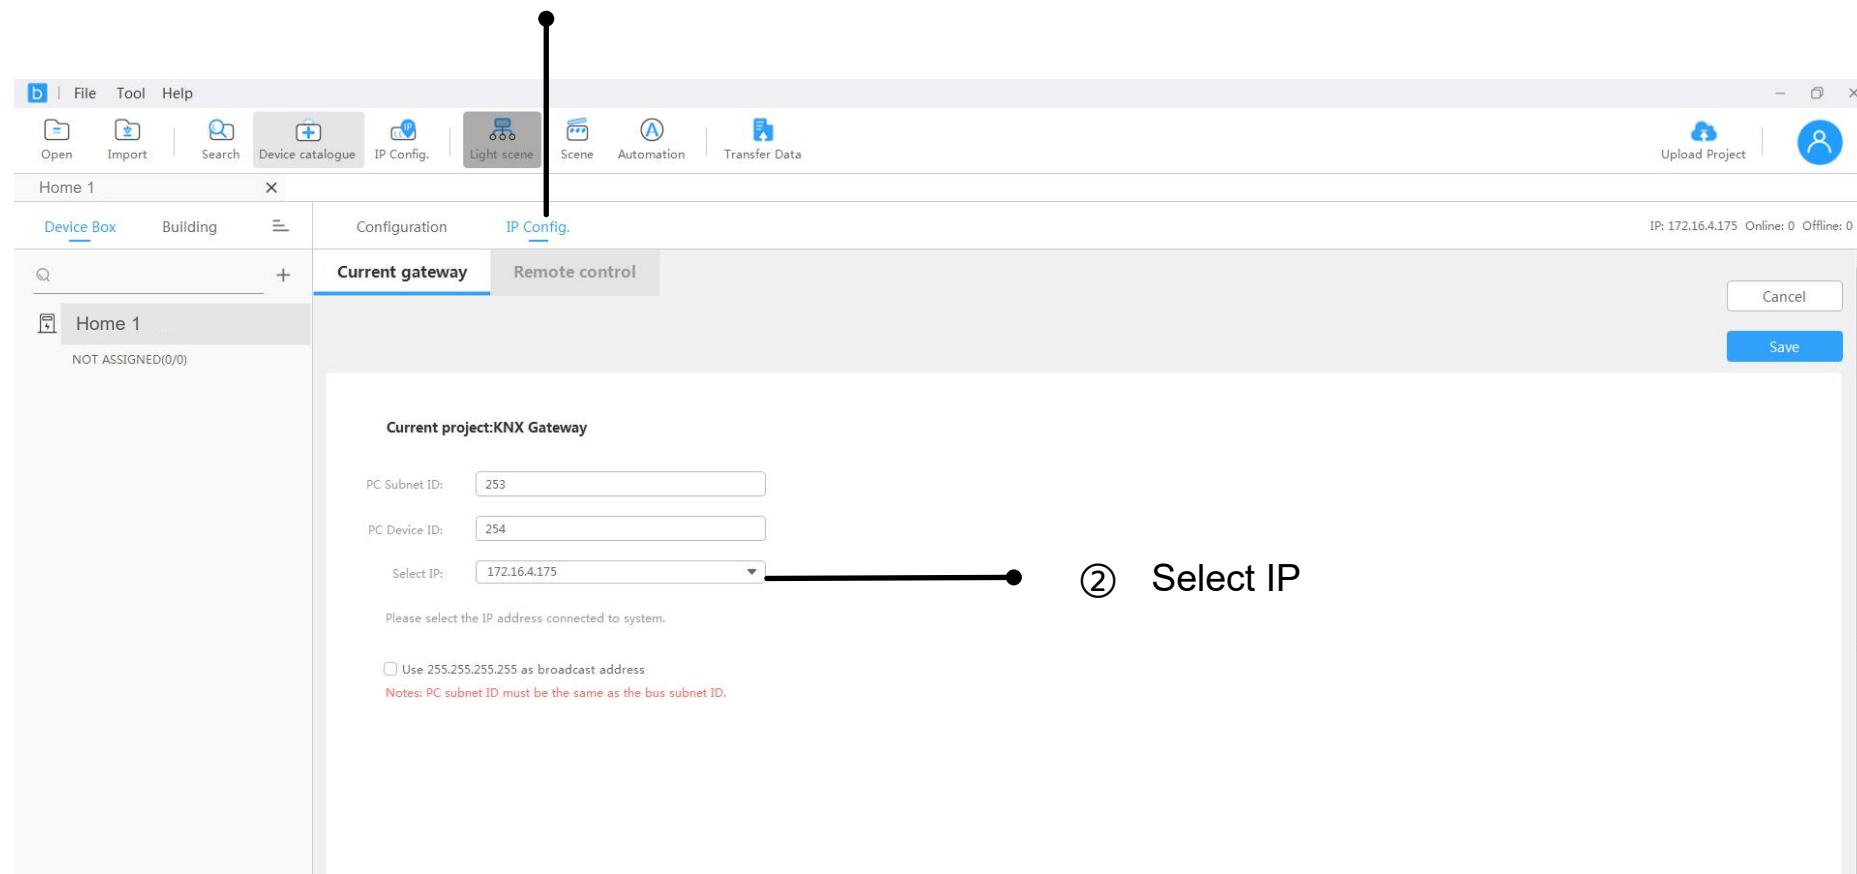 b | File Tool Help
Open Import Search Device catalogue IP Config. Light scene Scene Automation Transfer Data Upload Project
Home 1
Device Box Building Configuration IP Config. IP: 172.16.4.175 Online: 0 Offline: 0
Current gateway Remote control
Cancel
Home 1
Save
NOT ASSIGNED(0/0)
Current project:KNX Gateway
PC Subnet ID: 253
PC Device ID: 254
Select IP: 172.16.4.175
② Select IP
Please select the IP address connected to system.
Use 255.255.255.255 as broadcast address
Notes: PC subnet ID must be the same as the bus subnet ID.